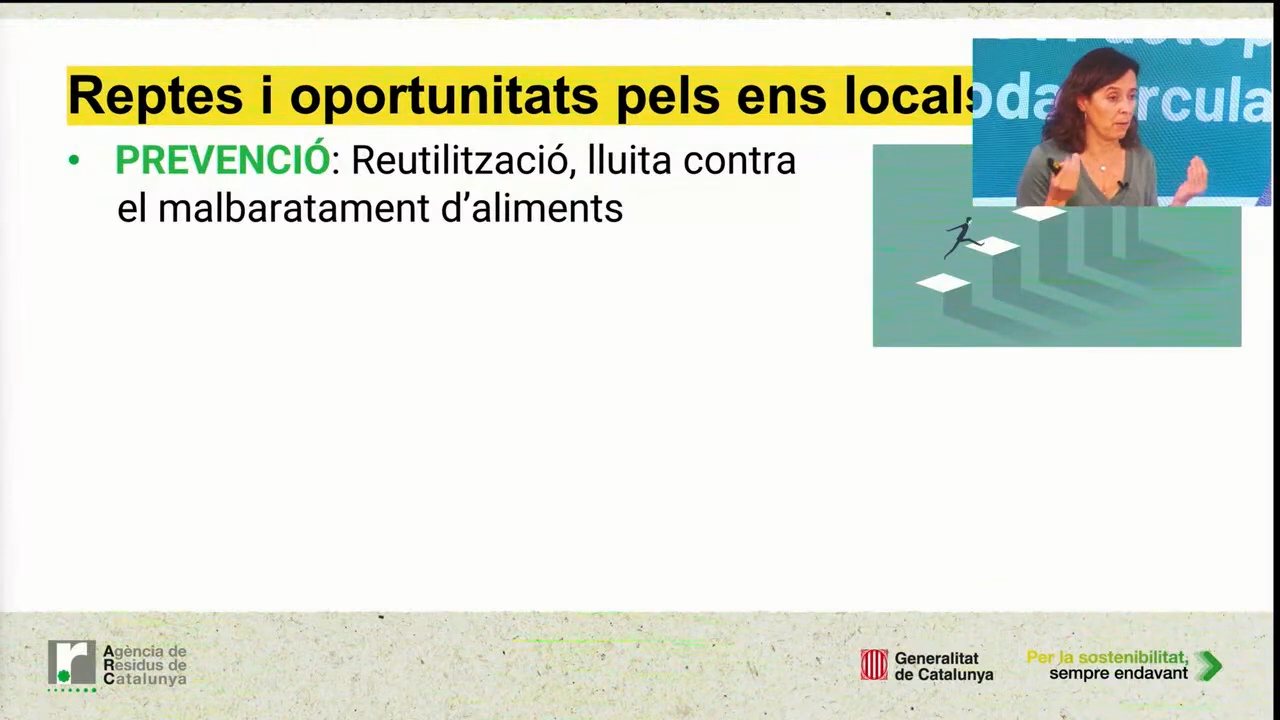 Reptes i oportunitats pels ens locals
• PREVENCIÓ: Reutilització, lluita contra
el malbaratament d’aliments
Agència de
Residus de
Catalunya
Generalitat
de Catalunya
Per la sostenibilitat,
sempre endavant